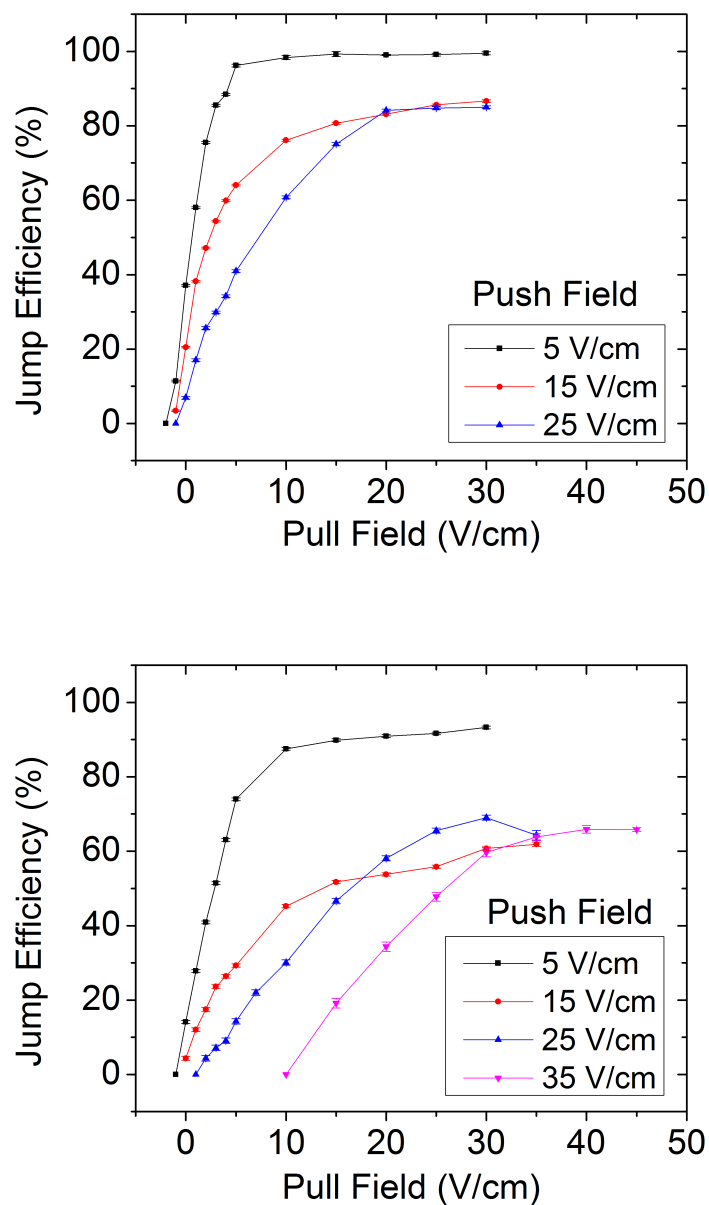 100
80
60
40
20
0
Jump Efficiency (%)
Push Field
5 V/cm
15 V/cm
25 V/cm
0 10 20 30 40 50
Pull Field (V/cm)
100
80
60
40
20
0
Jump Efficiency (%)
Push Field
5 V/cm
15 V/cm
25 V/cm
35 V/cm
0 10 20 30 40 50
Pull Field (V/cm)